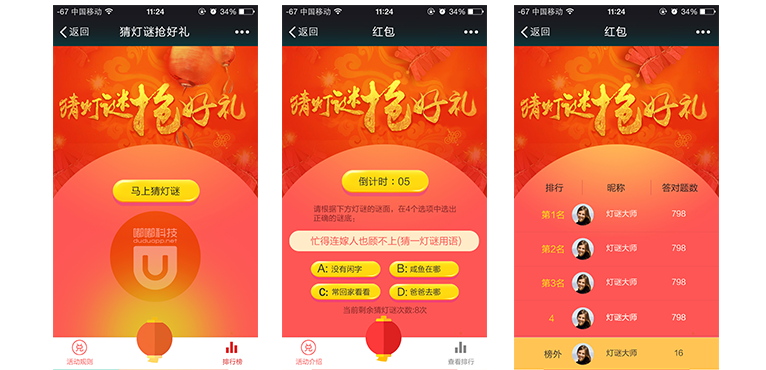 -67 中国移动 11:24 34%
返回 猜灯谜抢好礼
猜灯谜抢好礼
马上猜灯谜
嘟嘟科技
duduapp.net
兑
活动规则 排行榜
-67 中国移动 11:24 34%
返回 红包
猜灯谜抢好礼
倒计时:05
请根据下方灯谜的谜面,在4个选项中选出
正确的谜底:
忙得连嫁人也顾不上(猜一灯谜用语)
A: 没有闲字 B: 咸鱼在哪
C: 常回家看看 D: 爸爸去哪
当前剩余猜灯谜次数:8次
兑
活动介绍 查看排行
-67 中国移动 11:24 34%
返回 红包
猜灯谜抢好礼
排行 昵称 答对题数
第1名 灯谜大师 798
第2名 灯谜大师 798
第3名 灯谜大师 798
4 灯谜大师 798
榜外 灯谜大师 16